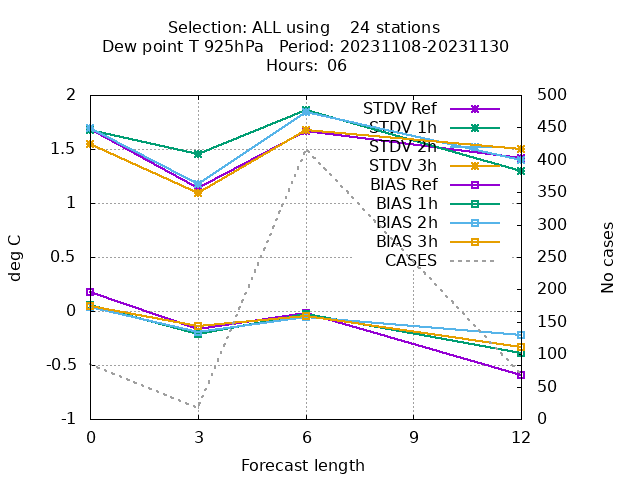 Selection: ALL using    24 stations
Dew point T 925hPa   Period: 20231108-20231130
Hours: 06
2
1.5
1
0.5
0
-0.5
-1
500
450
400
350
300
250
200
150
100
50
0
deg C
No cases
STDV Ref
STDV 1h
STDV 2h
STDV 3h
BIAS Ref
BIAS 1h
BIAS 2h
BIAS 3h
CASES
0 3 6 9 12
Forecast length